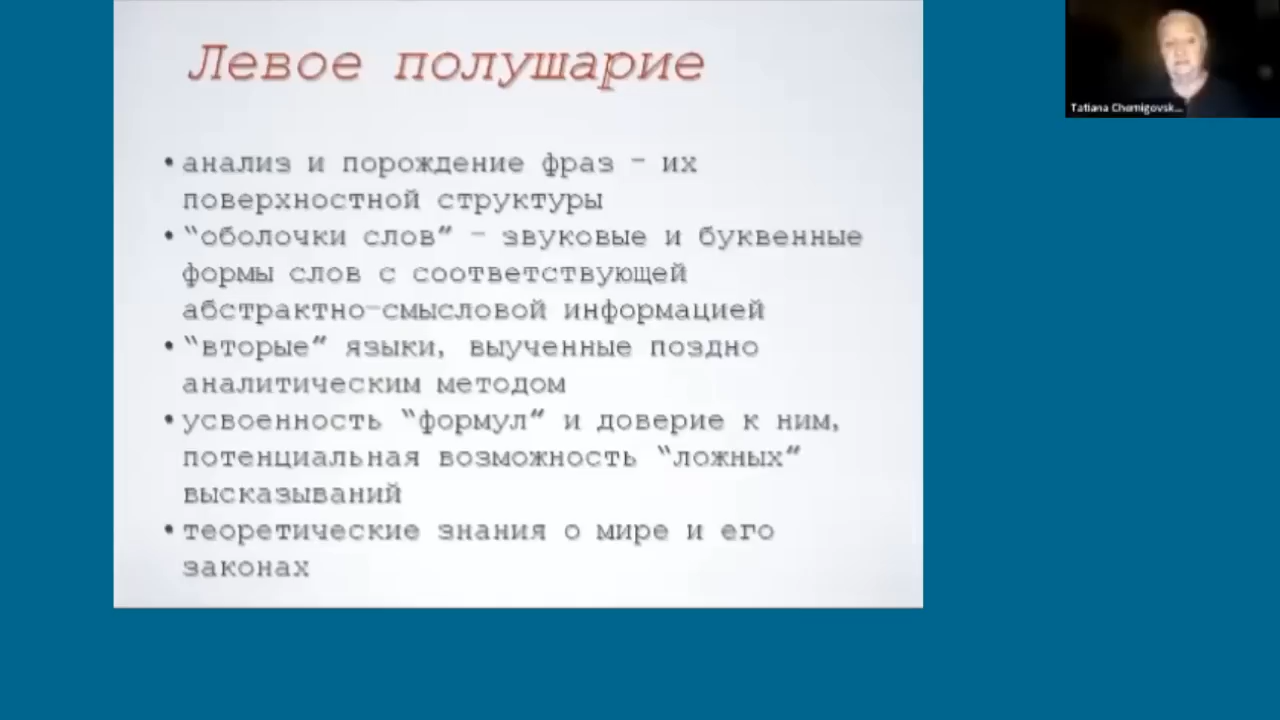 Левое полушарие
• анализ и порождение фраз – их
поверхностной структуры
• “оболочки слов” – звуковые и буквенные
формы слов с соответствующей
абстрактно-смысловой информацией
• “вторые” языки, выученные поздно
аналитическим методом
• усвоенность “формул” и доверие к ним,
потенциальная возможность “ложных”
высказываний
• теоретические знания о мире и его
законах
Tatiana Chernigovsk...